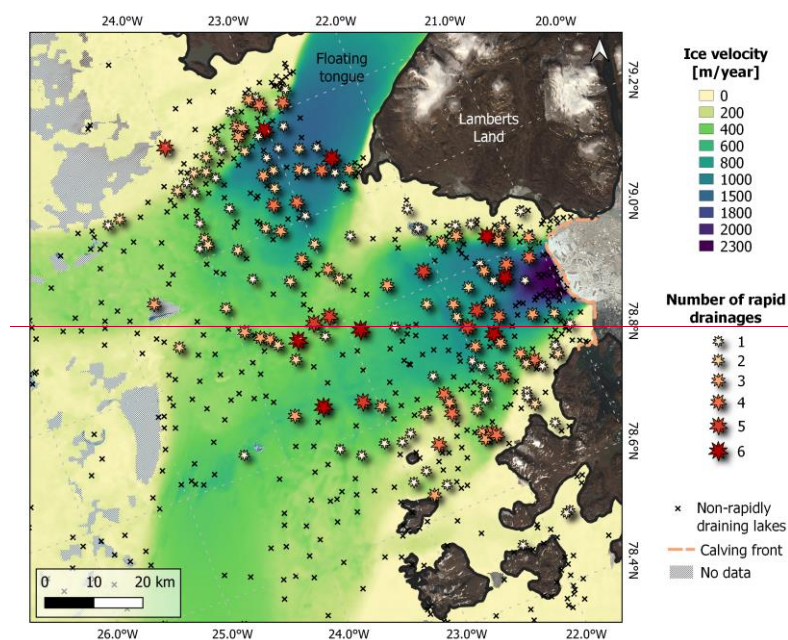 24.0°W 23.0°W 22.0°W 21.0°W 20.0°W
Floating
tongue
Lamberts
Land
79.2°N
79.0°N
78.8°N
78.6°N
78.4°N
0 10 20 km
26.0°W 25.0°W 24.0°W 23.0°W 22.0°W
Ice velocity
[m/year]
0
200
400
600
800
1000
1500
1800
2000
2300
Number of rapid
drainages
1
2
3
4
5
6
Non-rapidly
draining lakes
Calving front
No data